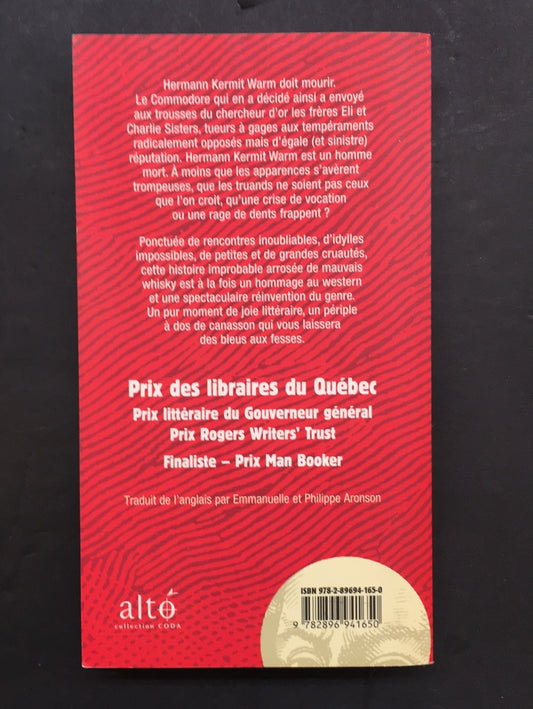 Hermann Kermit Warm doit mourir.
Le Commodore qui en a décidé ainsi a envoyé
aux trousses du chercheur d'or les frères Eli et
Charlie Sisters, tueurs à gages aux tempéraments
radicalement opposés mais d'égale (et sinistre)
réputation. Hermann Kermit Warm est un homme
mort. À moins que les apparences s'avèrent
trompeuses, que les truands ne soient pas ceux
que l'on croit, qu'une crise de vocation
ou une rage de dents frappent ?
Ponctuée de rencontres inoubliables, d'idylles
impossibles, de petites et de grandes cruautés,
cette histoire improbable arrosée de mauvais
whisky est à la fois un hommage au western
et une spectaculaire réinvention du genre.
Un pur moment de joie littéraire, un périple
à dos de canasson qui vous laissera
des bleus aux fesses.
Prix des libraires du Québec
Prix littéraire du Gouverneur général
Prix Rogers Writers' Trust
Finaliste – Prix Man Booker
Traduit de l'anglais par Emmanuelle et Philippe Aronson
ISBN 978-2-89694-165-0
9 782896 941650
alto
collection CODA